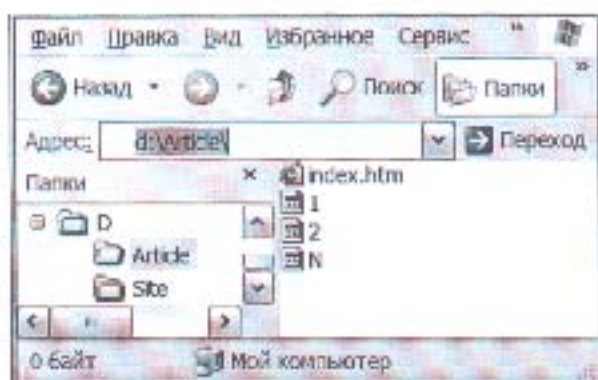 Файл Правка Вид Избранное Сервис »
Назад Поиск Папки »
Адрес: d:\Article\ Переход
Папки × index.htm
D 1
Article 2
Site N
0 байт Мой компьютер